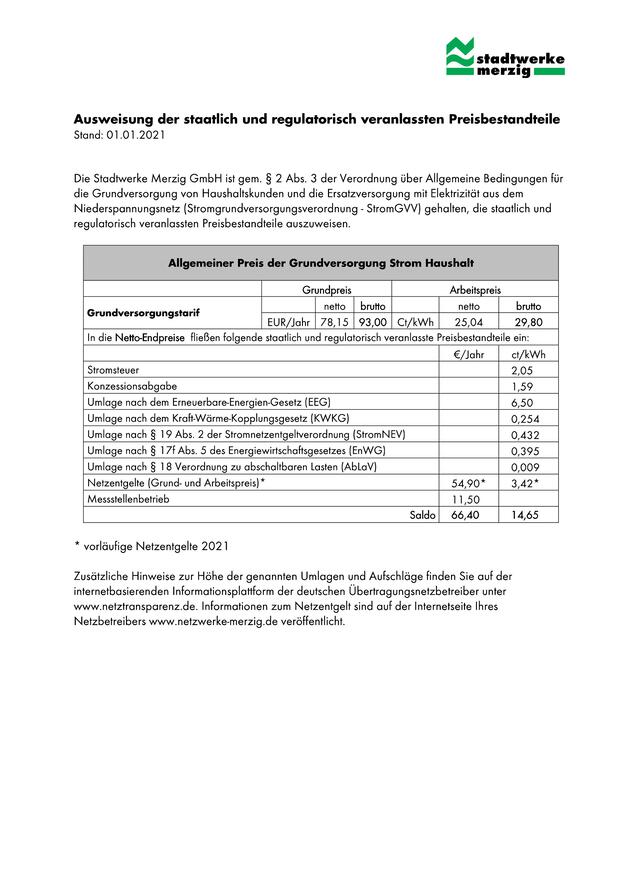 stadtwerke
merzig
Ausweisung der staatlich und regulatorisch veranlassten Preisbestandteile
Stand: 01.01.2021
Die Stadtwerke Merzig GmbH ist gem. § 2 Abs. 3 der Verordnung über Allgemeine Bedingungen für
die Grundversorgung von Haushaltskunden und die Ersatzversorgung mit Elektrizität aus dem
Niederspannungsnetz (Stromgrundversorgungsverordnung - StromGVV) gehalten, die staatlich und
regulatorisch veranlassten Preisbestandteile auszuweisen.
Allgemeiner Preis der Grundversorgung Strom Haushalt
Grundpreis Arbeitspreis
Grundversorgungstarif netto brutto netto brutto
EUR/Jahr 78,15 93,00 Ct/kWh 25,04 29,80
In die Netto-Endpreise fließen folgende staatlich und regulatorisch veranlasste Preisbestandteile ein:
€/Jahr ct/kWh
Stromsteuer 2,05
Konzessionsabgabe 1,59
Umlage nach dem Erneuerbare-Energien-Gesetz (EEG) 6,50
Umlage nach dem Kraft-Wärme-Kopplungsgesetz (KWKG) 0,254
Umlage nach § 19 Abs. 2 der Stromnetzentgeltverordnung (StromNEV) 0,432
Umlage nach § 17f Abs. 5 des Energiewirtschaftsgesetzes (EnWG) 0,395
Umlage nach § 18 Verordnung zu abschaltbaren Lasten (AbLaV) 0,009
Netzentgelte (Grund- und Arbeitspreis)* 54,90* 3,42*
Messstellenbetrieb 11,50
Saldo 66,40 14,65
* vorläufige Netzentgelte 2021
Zusätzliche Hinweise zur Höhe der genannten Umlagen und Aufschläge finden Sie auf der
internetbasierenden Informationsplattform der deutschen Übertragungsnetzbetreiber unter
www.netztransparenz.de. Informationen zum Netzentgelt sind auf der Internetseite Ihres
Netzbetreibers www.netzwerke-merzig.de veröffentlicht.